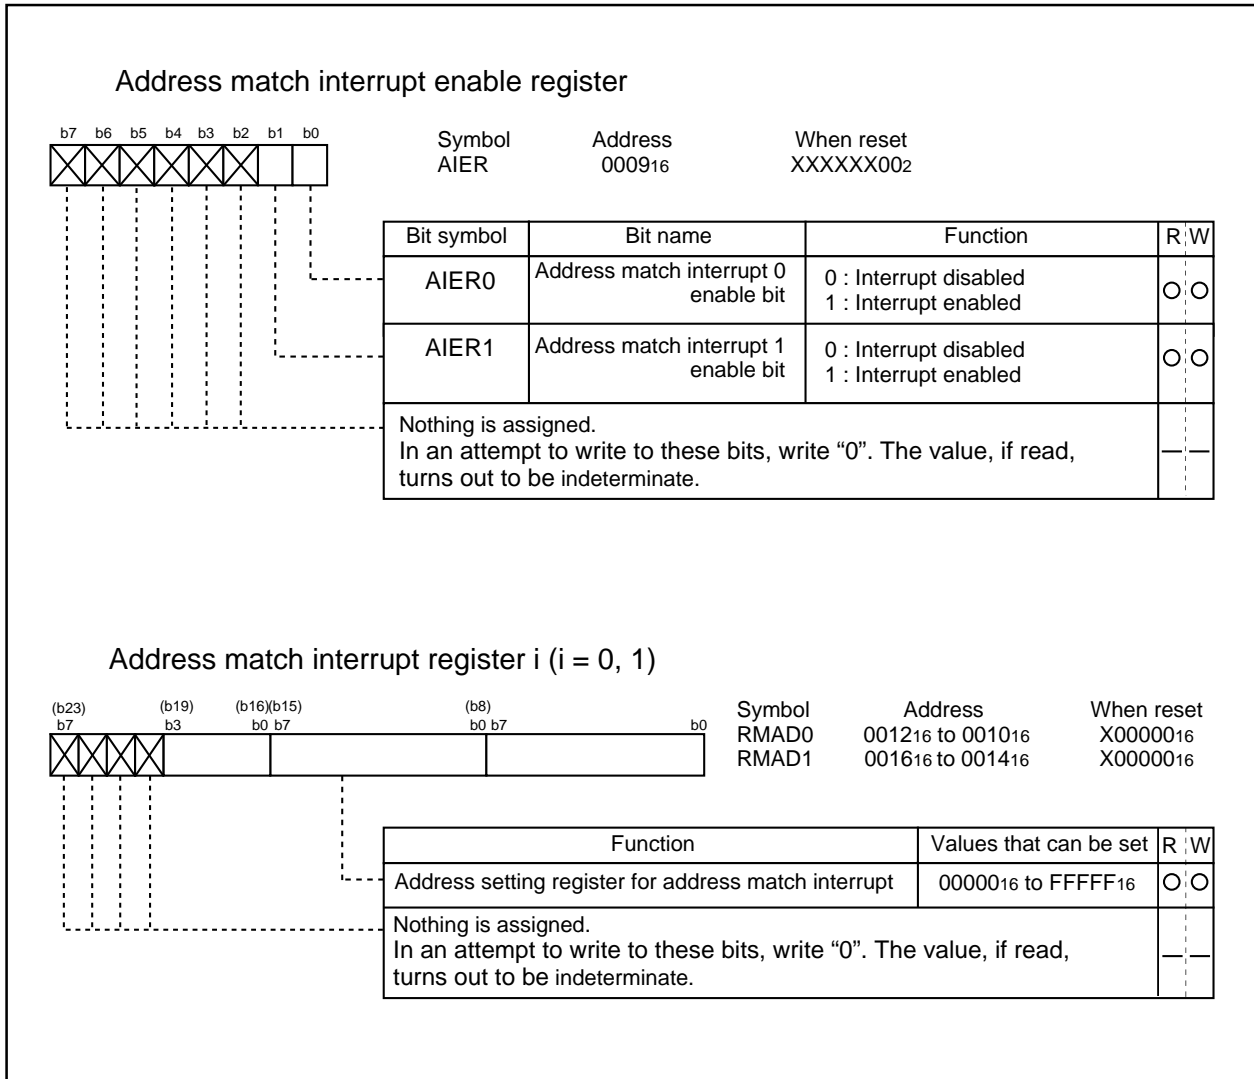 Address match interrupt enable register
b7 b6 b5 b4 b3 b2 b1 b0
Symbol Address When reset
AIER 000916 XXXXXX002
Bit symbol Bit name Function R W
AIER0 Address match interrupt 0 enable bit 0 : Interrupt disabled
1 : Interrupt enabled
AIER1 Address match interrupt 1 enable bit 0 : Interrupt disabled
1 : Interrupt enabled
Nothing is assigned.
In an attempt to write to these bits, write “0”. The value, if read,
turns out to be indeterminate.
Address match interrupt register i (i = 0, 1)
(b23) (b19) (b16)(b15) (b8)
b7 b3 b0 b7 b0 b7 b0
Symbol Address When reset
RMAD0 001216 to 001016 X0000016
RMAD1 001616 to 001416 X0000016
Function Values that can be set R W
Address setting register for address match interrupt 0000016 to FFFFF16
Nothing is assigned.
In an attempt to write to these bits, write “0”. The value, if read,
turns out to be indeterminate.